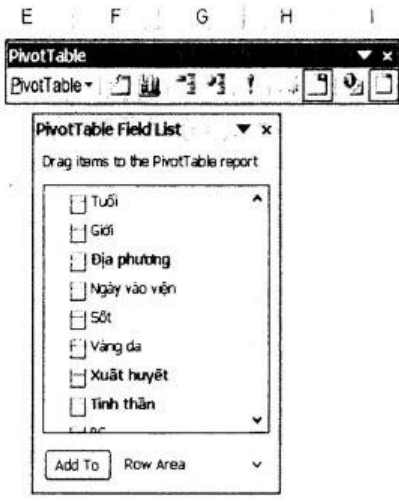 E F G H I
PivotTable
PivotTable
PivotTable Field List
Drag items to the PivotTable report
Tuổi
Giới
Địa phương
Ngày vào viện
Sốt
Vàng da
Xuất huyết
Tinh thần
BC
Add To Row Area